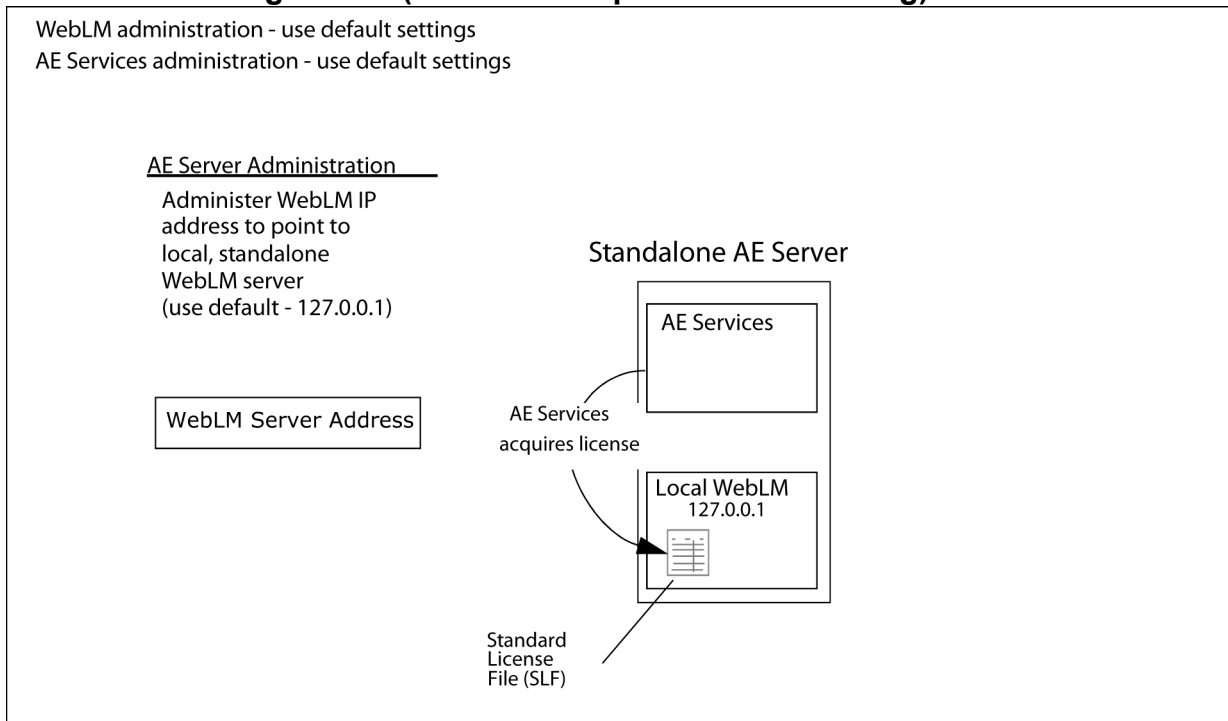 WebLM administration - use default settings
AE Services administration - use default settings
AE Server Administration
Administer WebLM IP
address to point to
local, standalone
WebLM server
(use default - 127.0.0.1)
WebLM Server Address
Standalone AE Server
AE Services
AE Services
acquires license
Local WebLM
127.0.0.1
Standard
License
File (SLF)